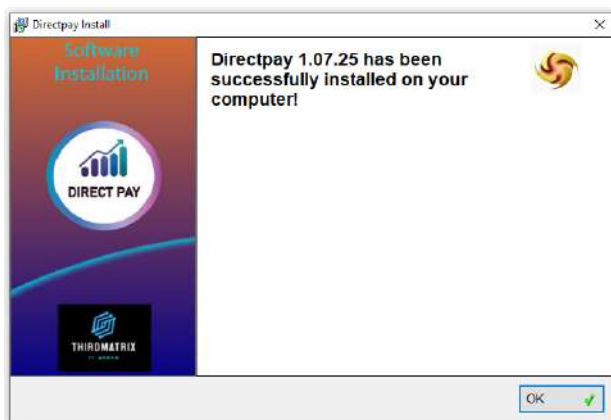 Directpay Install
Software
Installation
Directpay 1.07.25 has been
successfully installed on your
computer!
DIRECT PAY
THIRDMATRIX
OK